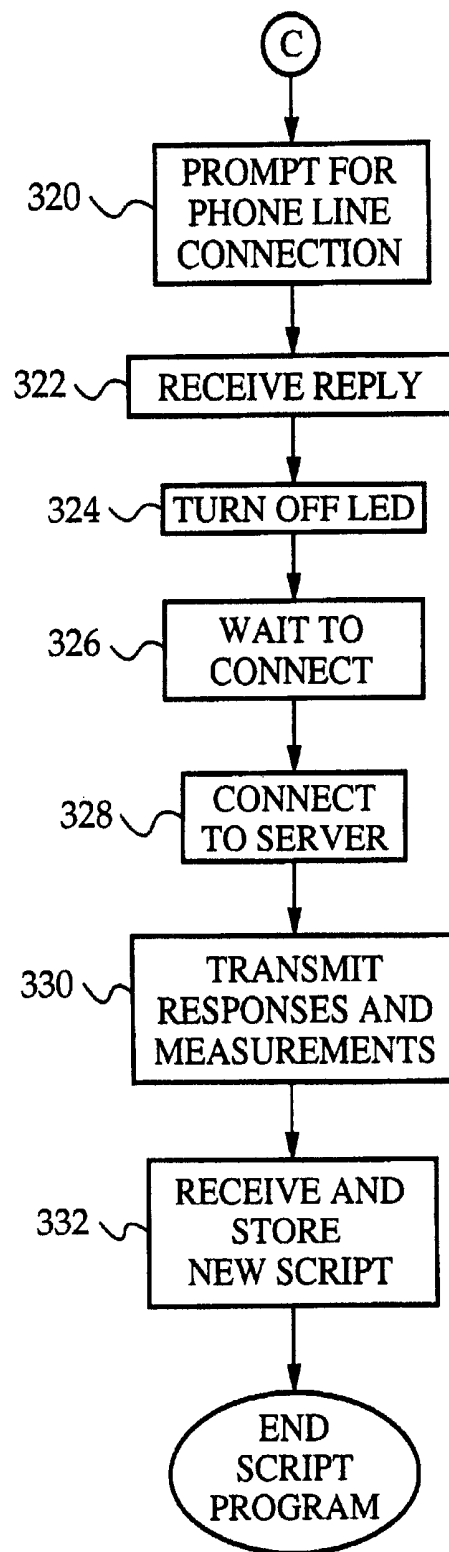 C
320
PROMPT FOR
PHONE LINE
CONNECTION
322
RECEIVE REPLY
324
TURN OFF LED
326
WAIT TO
CONNECT
328
CONNECT
TO SERVER
330
TRANSMIT
RESPONSES AND
MEASUREMENTS
332
RECEIVE AND
STORE
NEW SCRIPT
END
SCRIPT
PROGRAM